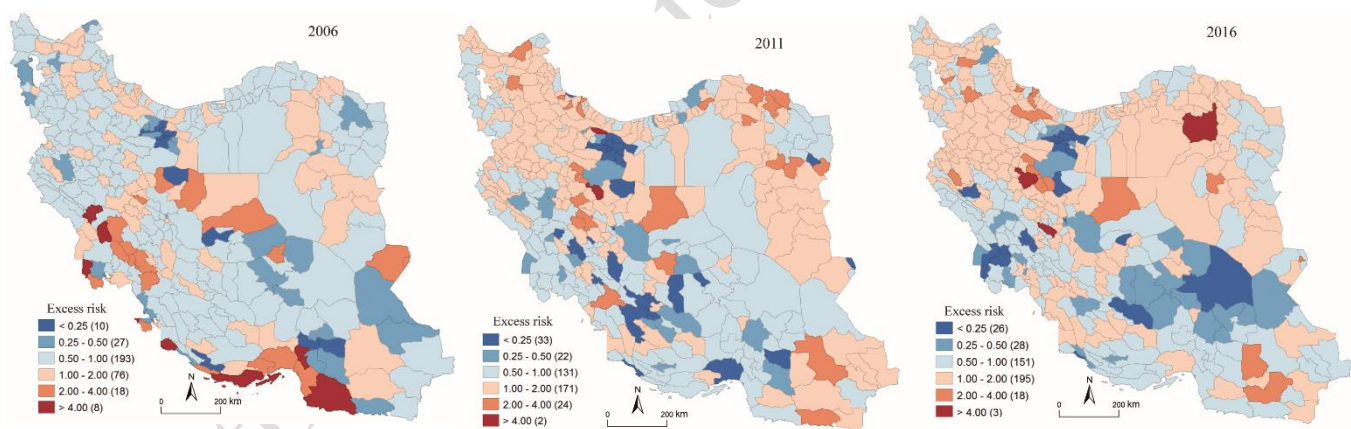 2006
Excess risk
< 0.25 (10)
0.25 - 0.50 (27)
0.50 - 1.00 (193)
1.00 - 2.00 (76)
2.00 - 4.00 (18)
> 4.00 (8)
N
0 200 km
2011
Excess risk
< 0.25 (33)
0.25 - 0.50 (22)
0.50 - 1.00 (131)
1.00 - 2.00 (171)
2.00 - 4.00 (24)
> 4.00 (2)
N
0 200 km
2016
Excess risk
< 0.25 (26)
0.25 - 0.50 (28)
0.50 - 1.00 (151)
1.00 - 2.00 (195)
2.00 - 4.00 (18)
> 4.00 (3)
N
0 200 km